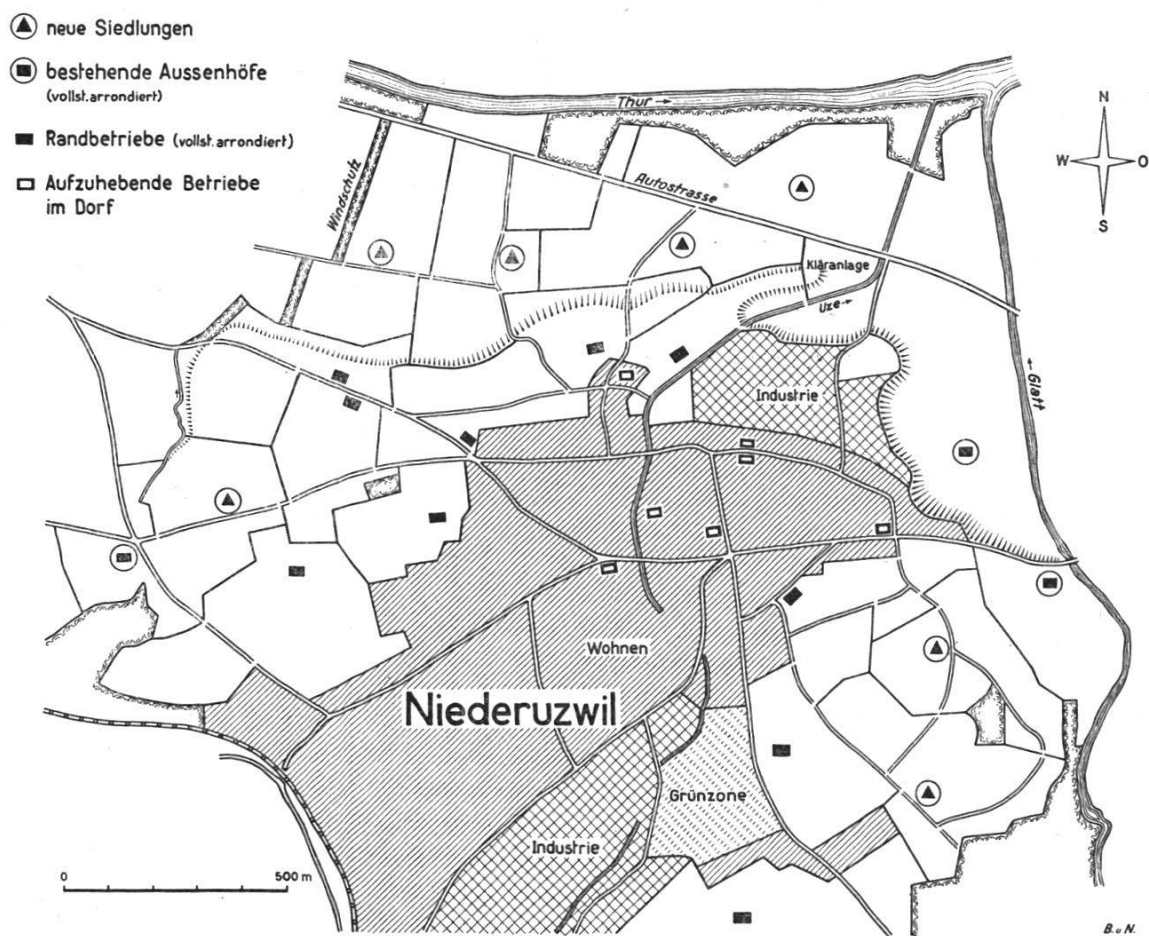 neue Siedlungen
bestehende Aussenhöfe
(vollst. arrondiert)
Randbetriebe (vollst. arrondiert)
Aufzuhebende Betriebe
im Dorf
Thur
N
W O
S
Windschutz
Autostrasse
Kläranlage
Uze
Glatt
Industrie
Wohnen
Niederuzwil
Grünzone
Industrie
0 500 m
B. u N.